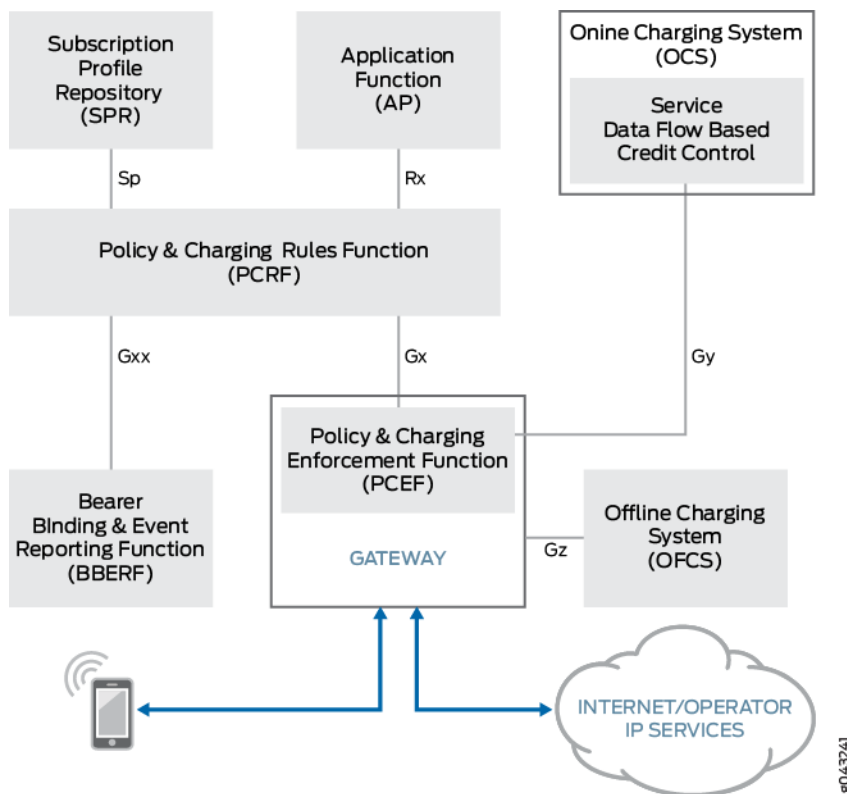 Subscription
Profile
Repository
(SPR)
Application
Function
(AP)
Onine Charging System
(OCS)
Service
Data Flow Based
Credit Control
Sp
Rx
Policy & Charging Rules Function
(PCRF)
Gxx
Gx
Gy
Policy & Charging
Enforcement Function
(PCEF)
GATEWAY
Bearer
BInding & Event
Reporting Function
(BBERF)
Gz
Offline Charging
System
(OFCS)
INTERNET/OPERATOR
IP SERVICES
g043241